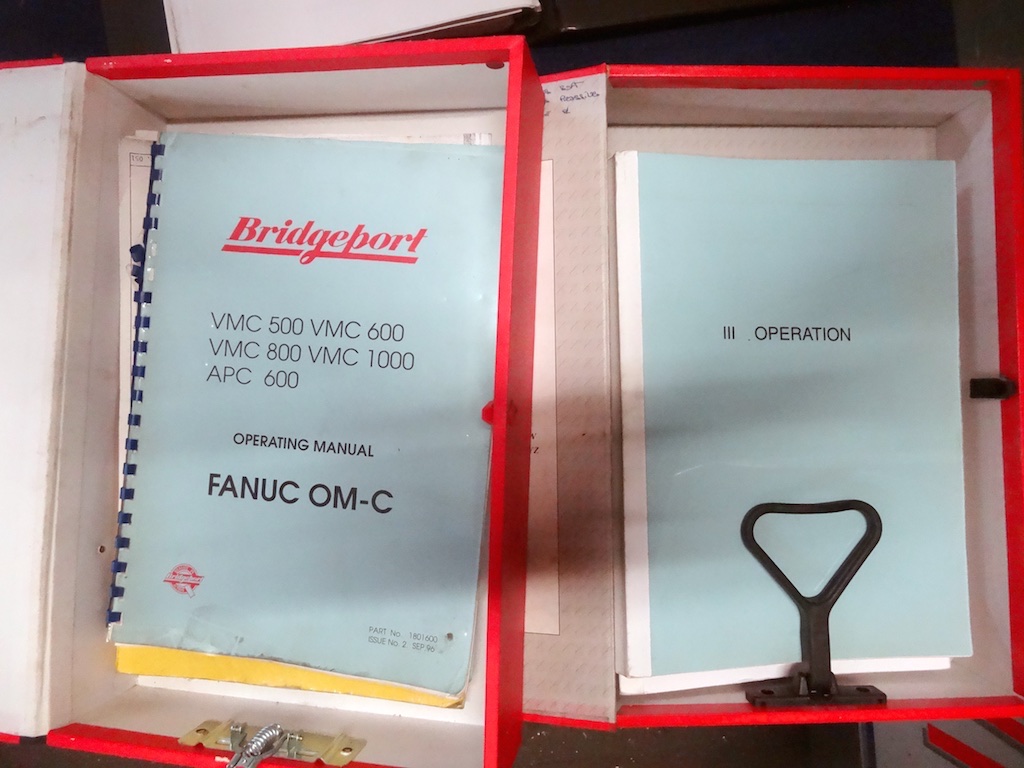 Bridgeport
VMC 500 VMC 600
VMC 800 VMC 1000
APC 600
OPERATING MANUAL
FANUC OM-C
PART No. 1801600
ISSUE No. 2. SEP 96
III . OPERATION